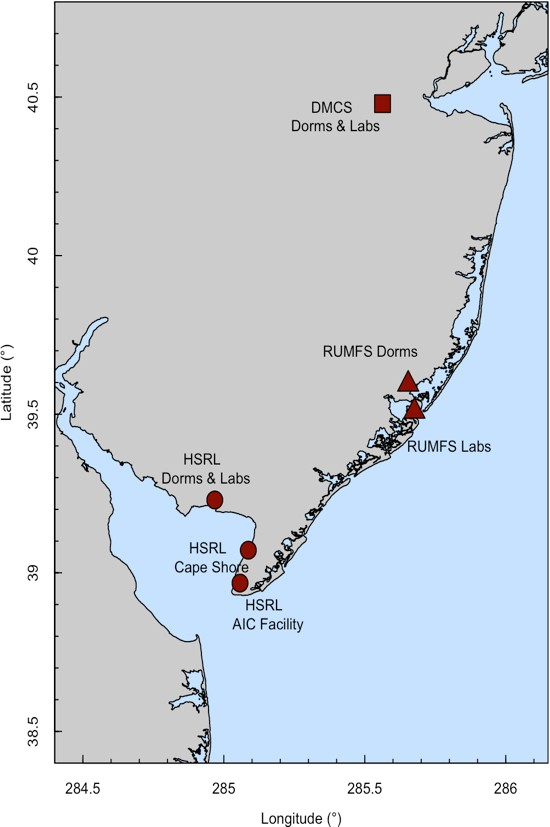 40.5
DMCS
Dorms & Labs
40
Latitude (°)
RUMFS Dorms
39.5
RUMFS Labs
HSRL
Dorms & Labs
HSRL
Cape Shore
39
HSRL
AIC Facility
38.5
284.5 285 285.5 286
Longitude (°)